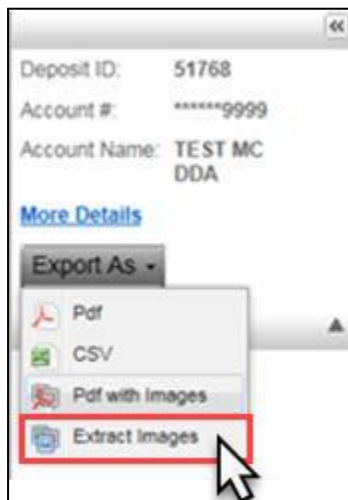 Deposit ID: 51768
Account #: ******9999
Account Name: TEST MC
DDA
More Details
Export As
Pdf
CSV
Pdf with Images
Extract Images